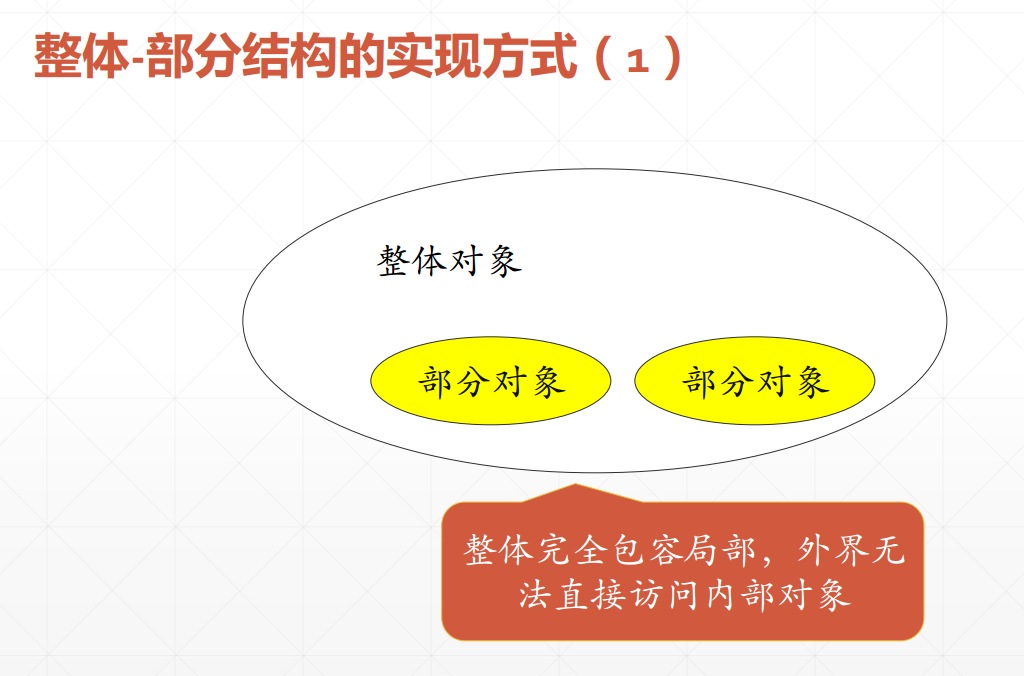 整体-部分结构的实现方式（1）
整体对象
部分对象
部分对象
整体完全包容局部，外界无
法直接访问内部对象